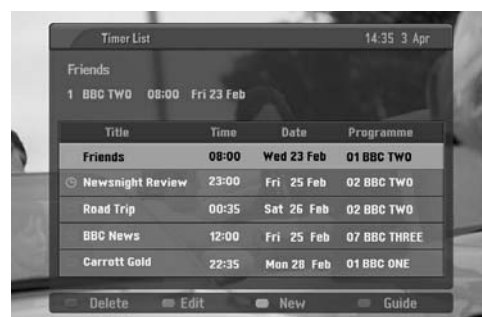 Timer List 14:35 3 Apr
Friends
1 BBC TWO 08:00 Fri 23 Feb
Title Time Date Programme
Friends 08:00 Wed 23 Feb 01 BBC TWO
Newsnight Review 23:00 Fri 25 Feb 02 BBC TWO
Road Trip 00:35 Sat 26 Feb 02 BBC TWO
BBC News 12:00 Fri 25 Feb 07 BBC THREE
Carrott Gold 22:35 Mon 28 Feb 01 BBC ONE
Delete Edit New Guide